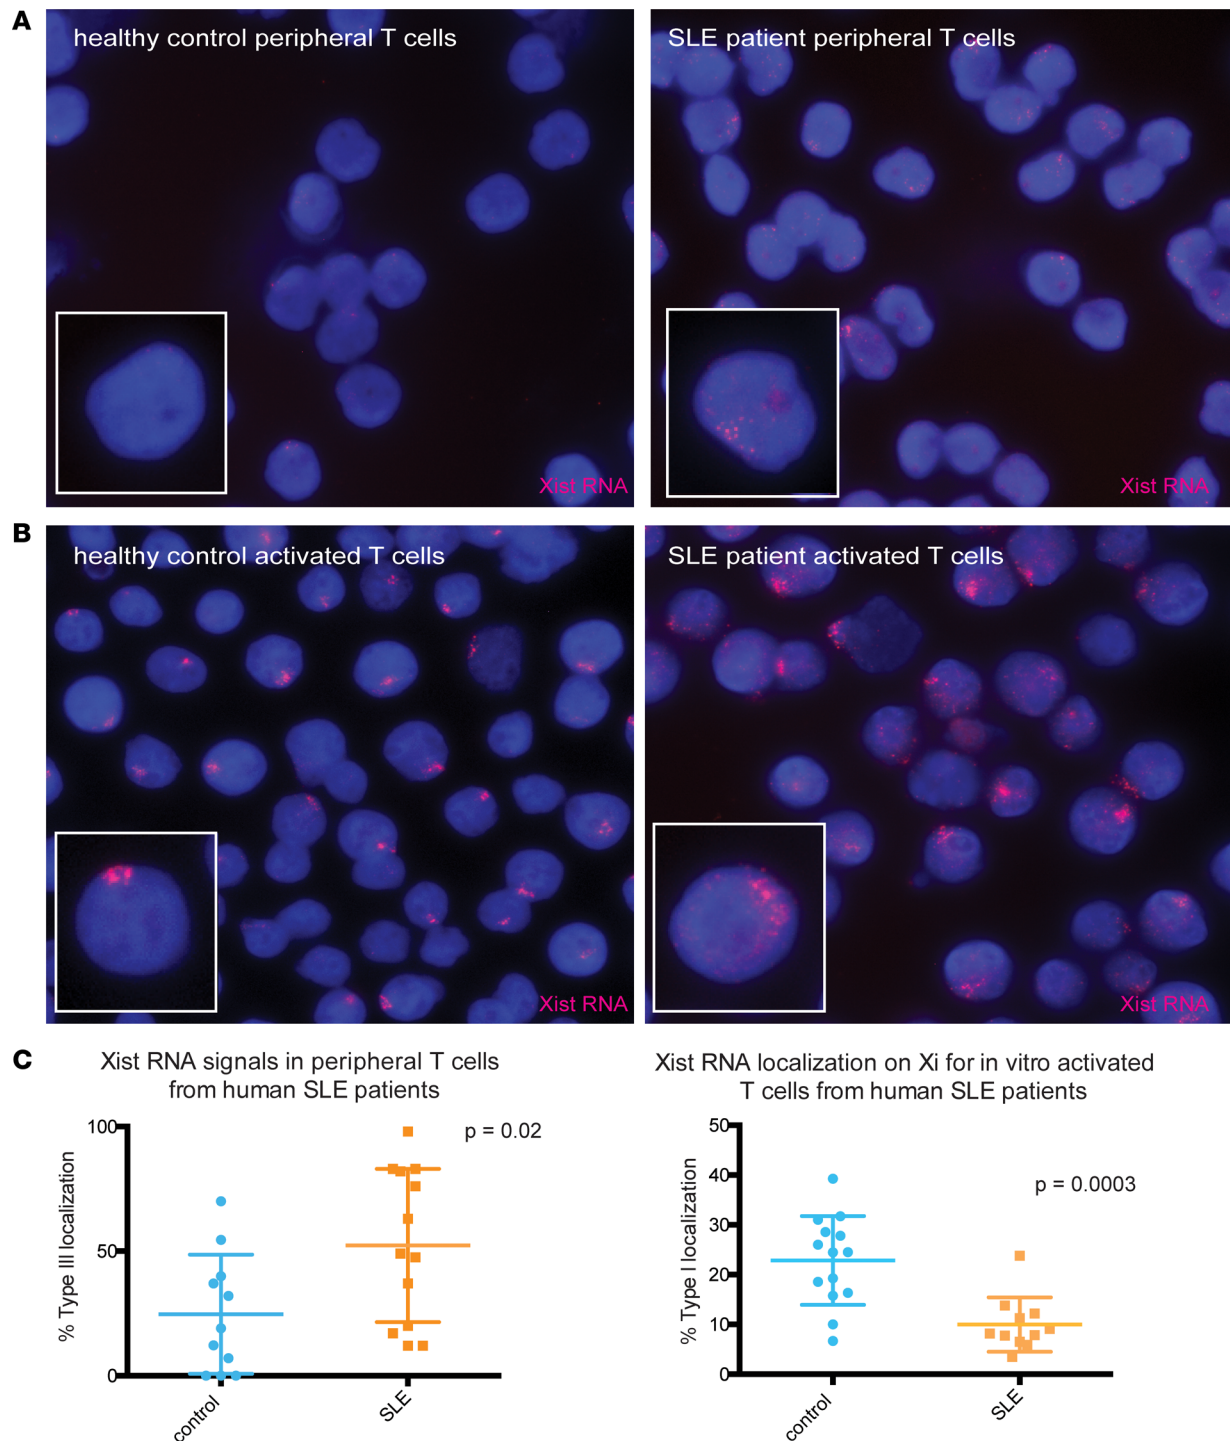 A
healthy control peripheral T cells
SLE patient peripheral T cells
Xist RNA
Xist RNA
B
healthy control activated T cells
SLE patient activated T cells
Xist RNA
Xist RNA
C
Xist RNA signals in peripheral T cells
from human SLE patients
100
50
0
% Type III localization
p = 0.02
control
SLE
Xist RNA localization on Xi for in vitro activated
T cells from human SLE patients
50
40
30
20
10
0
% Type I localization
p = 0.0003
control
SLE